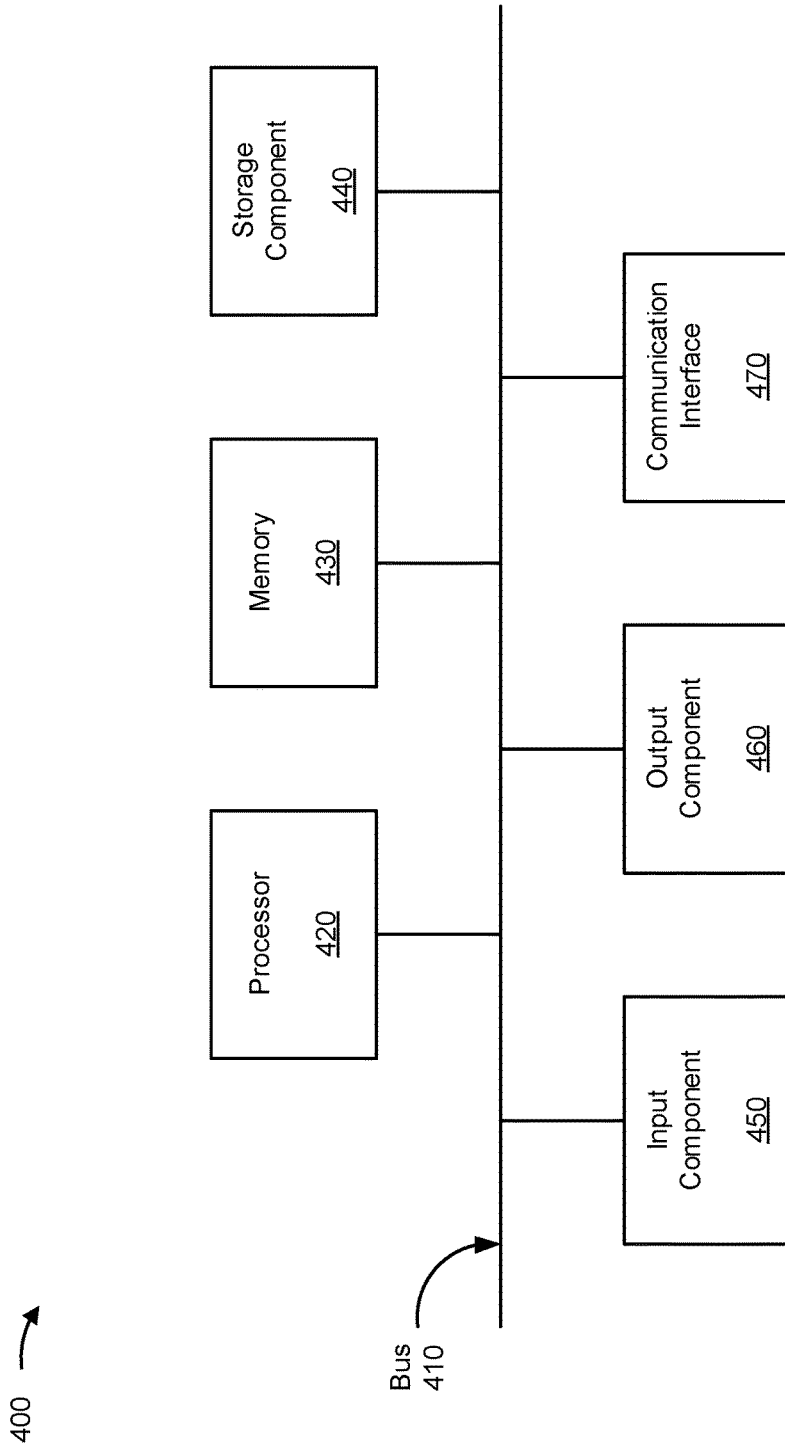 400
Bus
410
Processor
420
Memory
430
Storage
Component
440
Input
Component
450
Output
Component
460
Communication
Interface
470